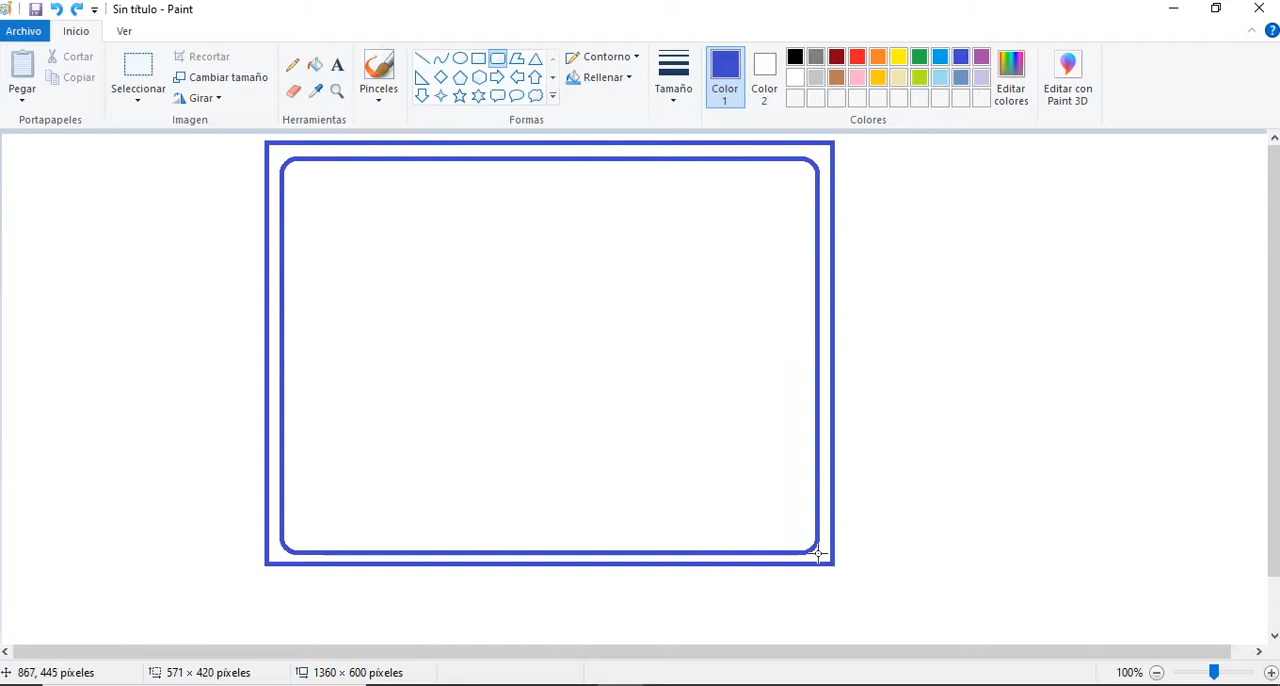 Sin título - Paint
Archivo Inicio Ver
Pegar
Cortar
Copiar
Portapapeles
Seleccionar
Recortar
Cambiar tamaño
Girar
Imagen
A
Herramientas
Pinceles
Contorno
Rellenar
Formas
Tamaño
Color
1
Color
2
Editar
colores
Colores
Editar con
Paint 3D
867, 445 píxeles 571 × 420 píxeles 1360 × 600 píxeles 100%